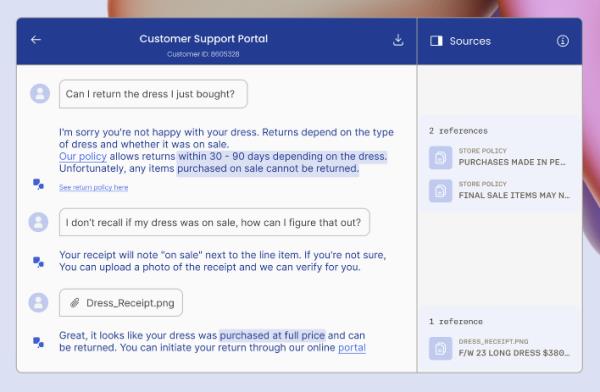 Customer Support Portal
Customer ID: 8605328
Sources
Can I return the dress I just bought?
I'm sorry you're not happy with your dress. Returns depend on the type
of dress and whether it was on sale.
Our policy allows returns within 30 - 90 days depending on the dress.
Unfortunately, any items purchased on sale cannot be returned.
See return policy here
2 references
STORE POLICY
PURCHASES MADE IN PE...
STORE POLICY
FINAL SALE ITEMS MAY N...
I don't recall if my dress was on sale, how can I figure that out?
Your receipt will note "on sale" next to the line item. If you're not sure,
You can upload a photo of the receipt and we can verify for you.
Dress_Receipt.png
Great, it looks like your dress was purchased at full price and can
be returned. You can initiate your return through our online portal
1 reference
DRESS_RECEIPT.PNG
F/W 23 LONG DRESS $380...